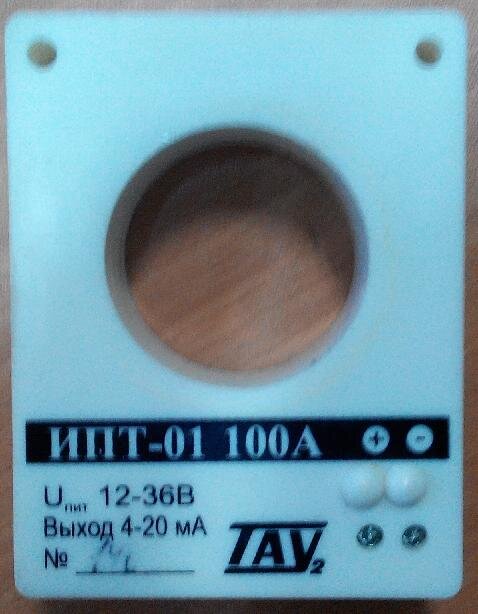 ИПТ-01 100А + -
Uпит 12-36В
Выход 4-20 мА
№
ТАУ2